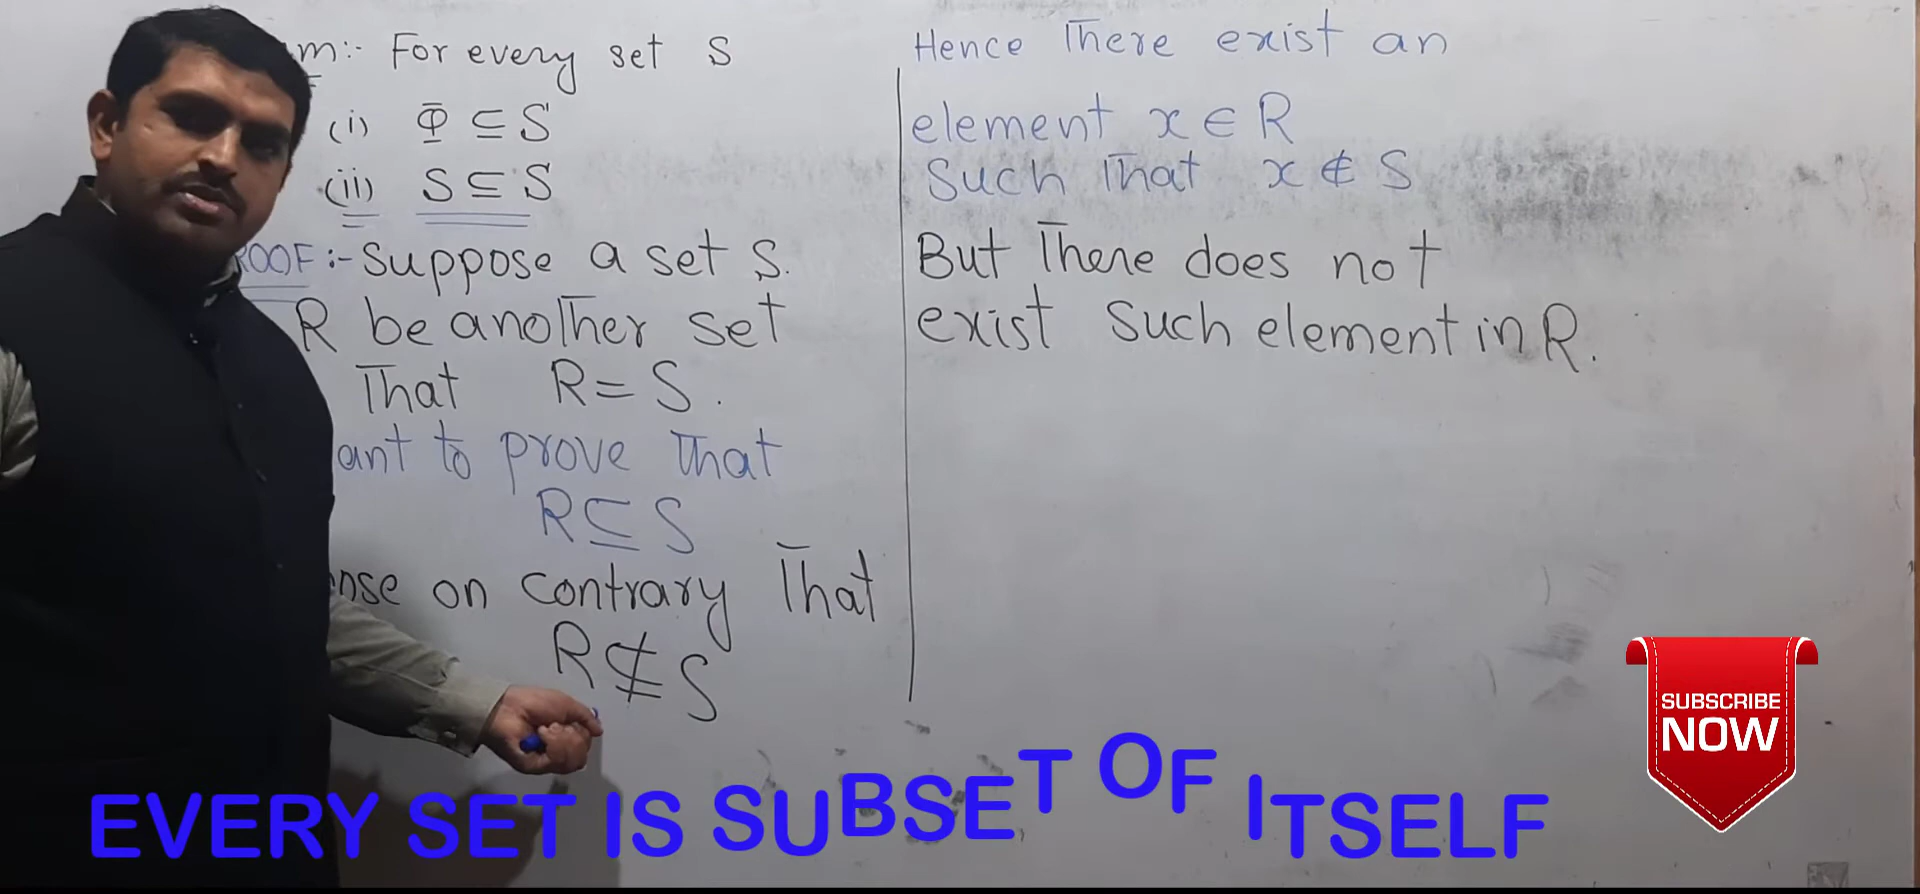 m:- For every set S
(i) Φ ⊆ S
(ii) S ⊆ S
ROOF:- Suppose a set S.
R be another set
That R = S.
ant to prove that
R ⊆ S
on contrary That
R ⊈ S
Hence There exist an
element x ∈ R
Such That x ∉ S
But There does not
exist Such element in R.
SUBSCRIBE
NOW
EVERY SET IS SUBSET OF ITSELF